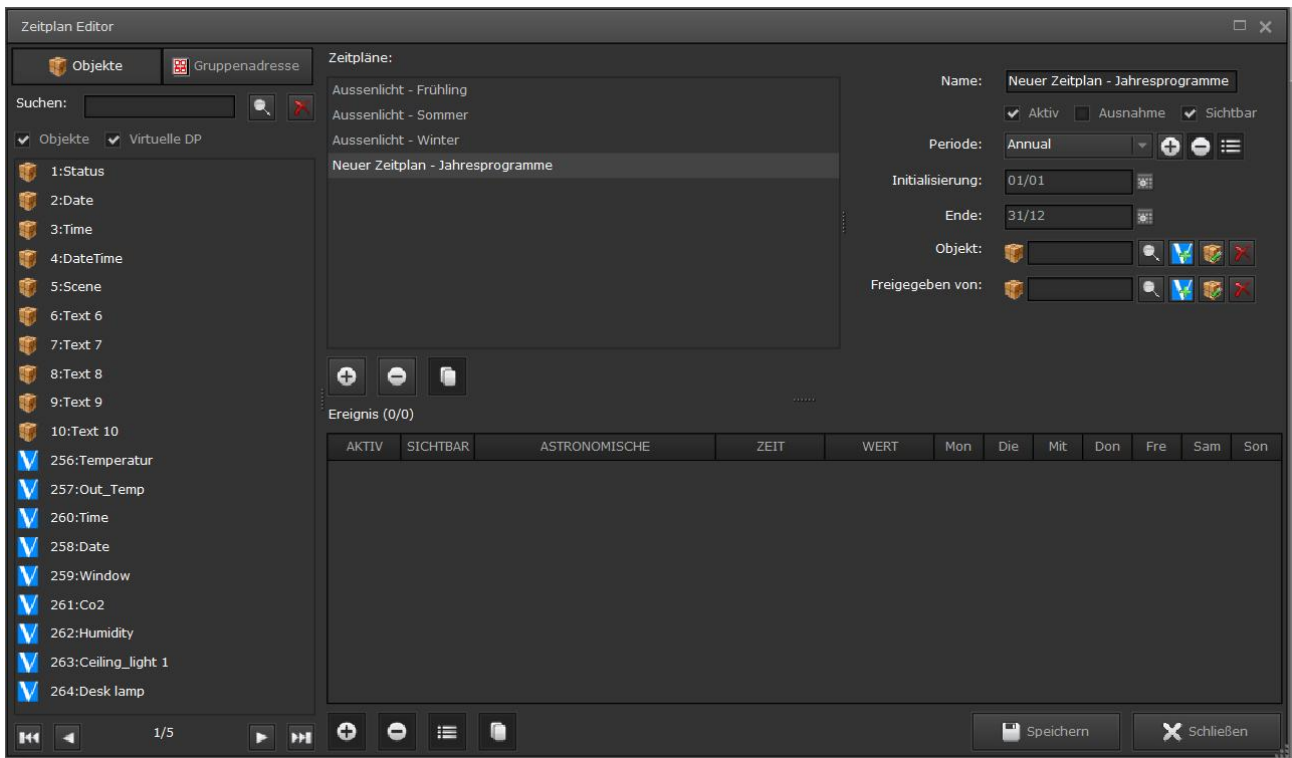 Zeitplan Editor
Objekte
Gruppenadresse
Suchen:
Objekte
Virtuelle DP
1:Status
2:Date
3:Time
4:DateTime
5:Scene
6:Text 6
7:Text 7
8:Text 8
9:Text 9
10:Text 10
256:Temperatur
257:Out_Temp
260:Time
258:Date
259:Window
261:Co2
262:Humidity
263:Ceiling_light 1
264:Desk lamp
1/5
Zeitpläne:
Aussenlicht - Frühling
Aussenlicht - Sommer
Aussenlicht - Winter
Neuer Zeitplan - Jahresprogramme
Name: Neuer Zeitplan - Jahresprogramme
Aktiv Ausnahme Sichtbar
Periode: Annual
Initialisierung: 01/01
Ende: 31/12
Objekt:
Freigegeben von:
Ereignis (0/0)
AKTIV SICHTBAR ASTRONOMISCHE ZEIT WERT Mon Die Mit Don Fre Sam Son
Speichern
Schließen